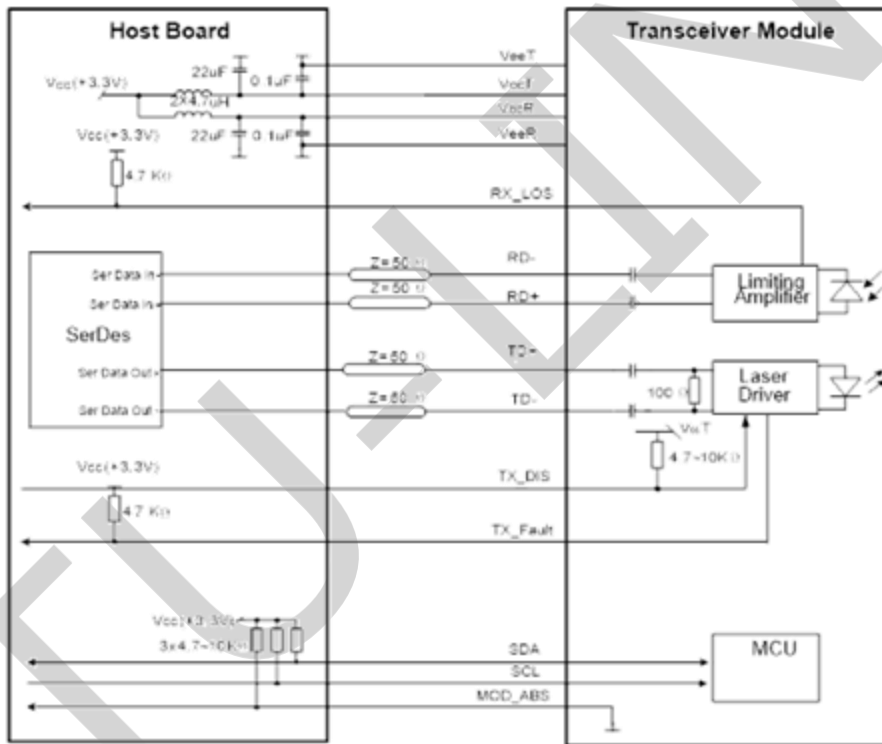 Host Board
Transceiver Module
VeeT
22uF
0.1uF
Vcc(+3.3V)
VccT
2X4.7uH
VccR
Vcc(+3.3V)
22uF
0.1uF
VeeR
4.7 KΩ
RX_LOS
Z=50 Ω
RD-
Ser Data In
Limiting
Amplifier
Z=50 Ω
RD+
Ser Data In
SerDes
Z=50 Ω
TD+
Ser Data Out
Laser
Driver
100 Ω
Z=50 Ω
TD-
Ser Data Out
VccT
4.7~10KΩ
Vcc(+3.3V)
TX_DIS
4.7 KΩ
TX_Fault
Vcc(+3.3V)
3x4.7~10KΩ
SDA
MCU
SCL
MOD_ABS
TU-LIN